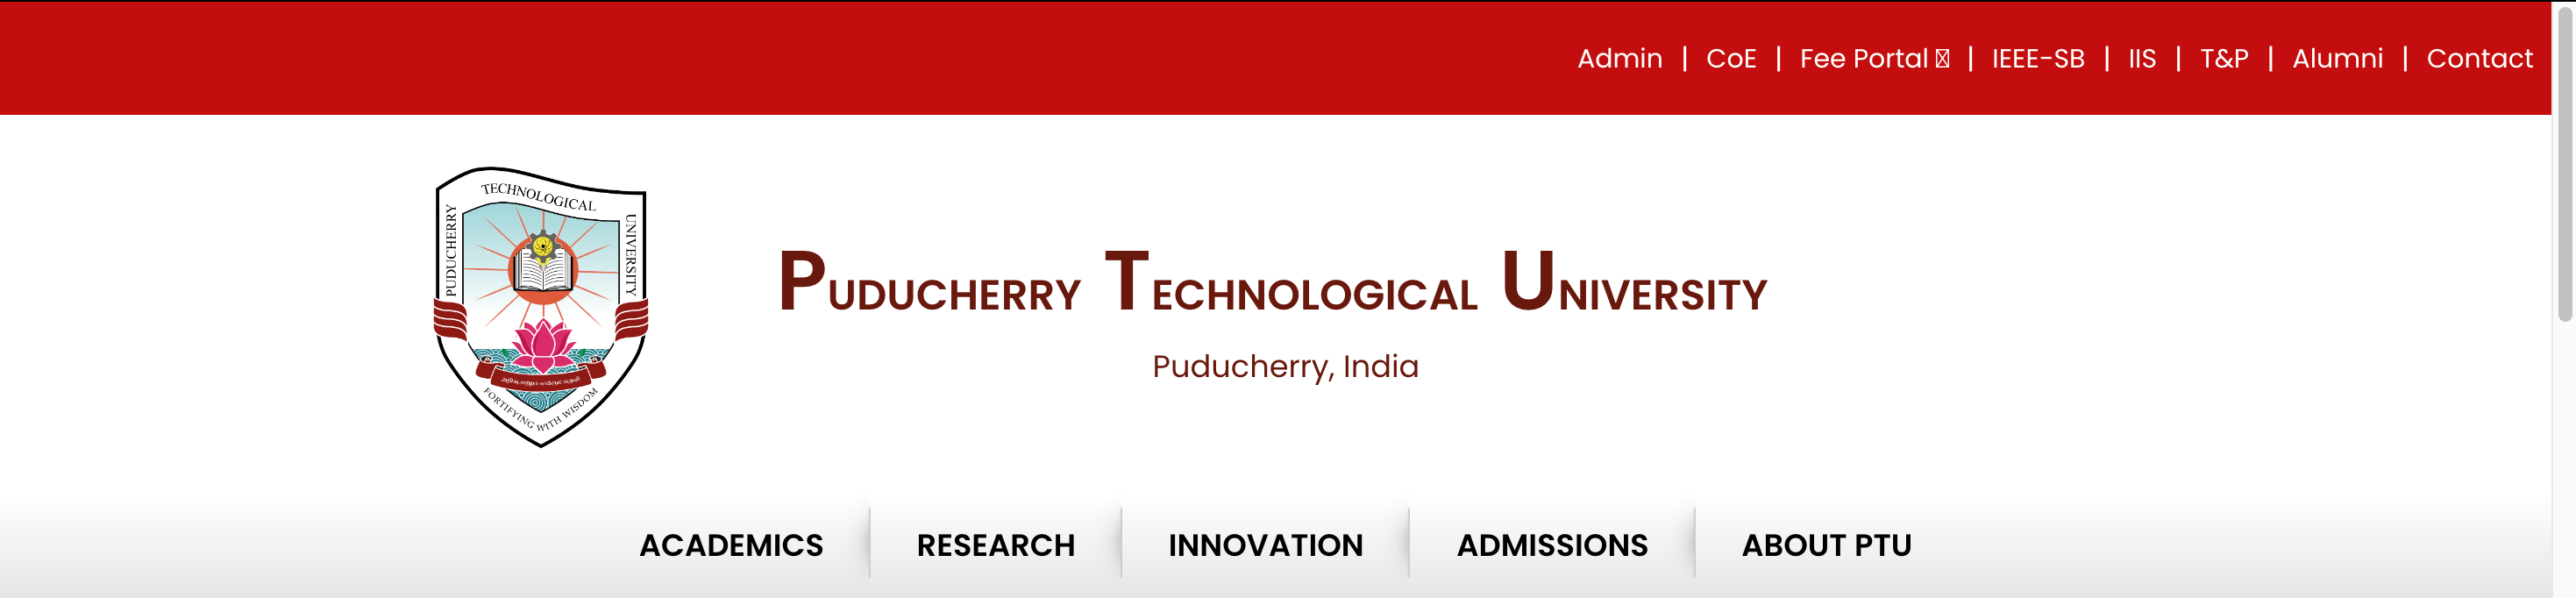 Admin | CoE | Fee Portal | IEEE-SB | IIS | T&P | Alumni | Contact
TECHNOLOGICAL
PUDUCHERRY
UNIVERSITY
FORTIFYING WITH WISDOM
PUDUCHERRY TECHNOLOGICAL UNIVERSITY
Puducherry, India
ACADEMICS
RESEARCH
INNOVATION
ADMISSIONS
ABOUT PTU